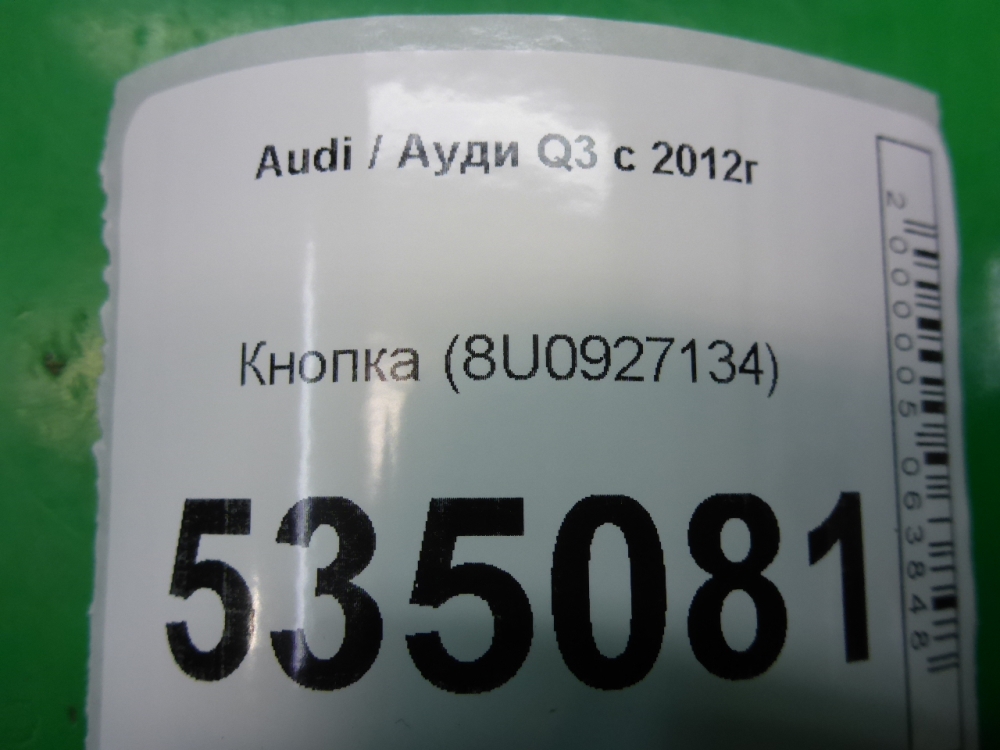 Audi / Ауди Q3 с 2012г
Кнопка (8U0927134)
535081
2000005063848